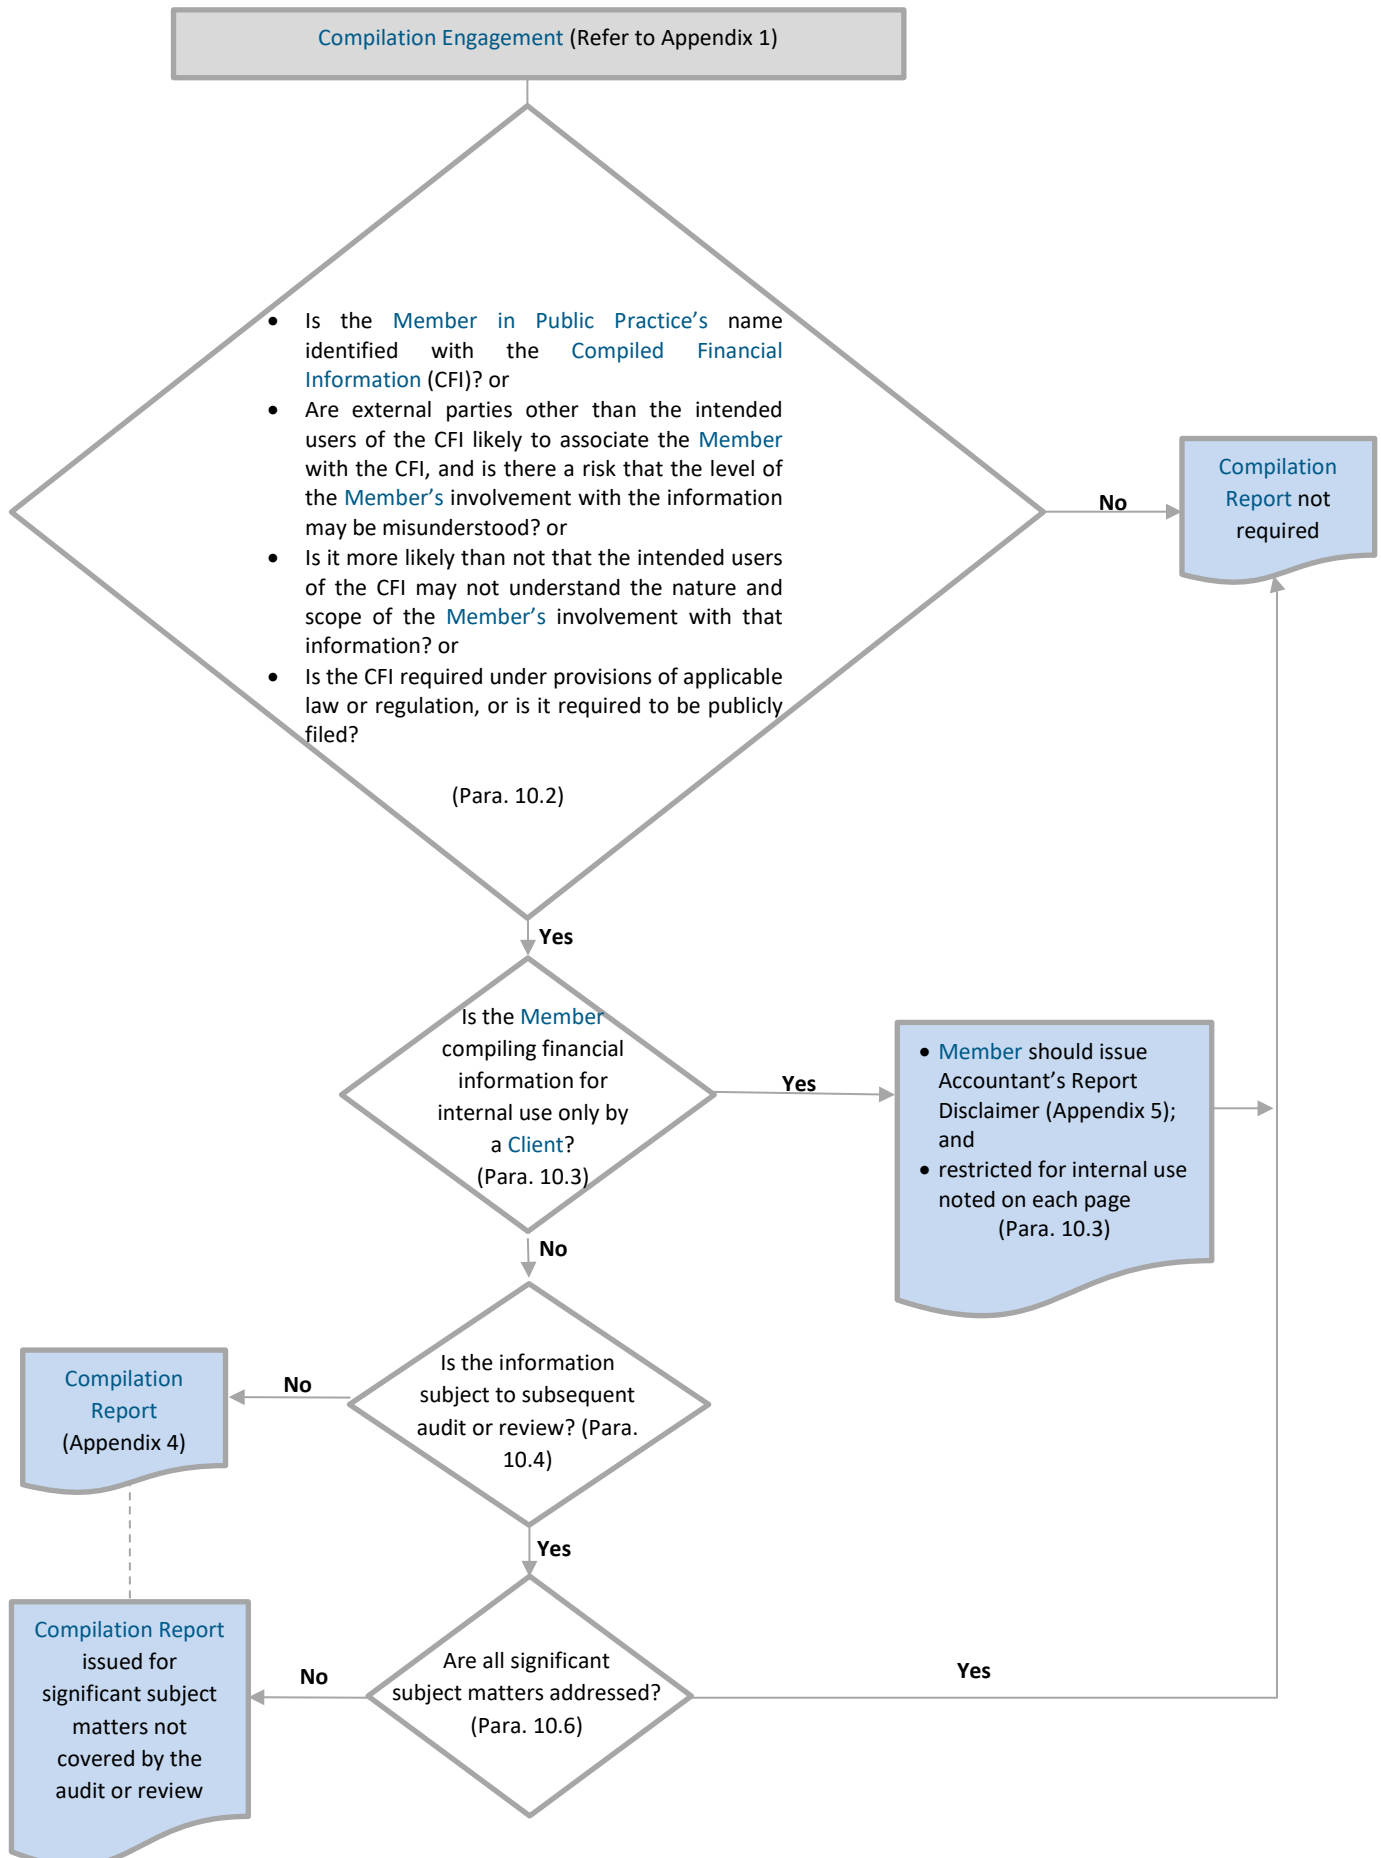 Compilation Engagement (Refer to Appendix 1)
• Is the Member in Public Practice’s name
identified with the Compiled Financial
Information (CFI)? or
• Are external parties other than the intended
users of the CFI likely to associate the Member
with the CFI, and is there a risk that the level of
the Member’s involvement with the information
may be misunderstood? or
• Is it more likely than not that the intended users
of the CFI may not understand the nature and
scope of the Member’s involvement with that
information? or
• Is the CFI required under provisions of applicable
law or regulation, or is it required to be publicly
filed?
(Para. 10.2)
No
Compilation
Report not
required
Yes
Is the Member
compiling financial
information for
internal use only by
a Client?
(Para. 10.3)
Yes
• Member should issue
Accountant’s Report
Disclaimer (Appendix 5);
and
• restricted for internal use
noted on each page
(Para. 10.3)
No
Is the information
subject to subsequent
audit or review? (Para.
10.4)
No
Compilation
Report
(Appendix 4)
Yes
Are all significant
subject matters addressed?
(Para. 10.6)
No
Compilation Report
issued for
significant subject
matters not
covered by the
audit or review
Yes